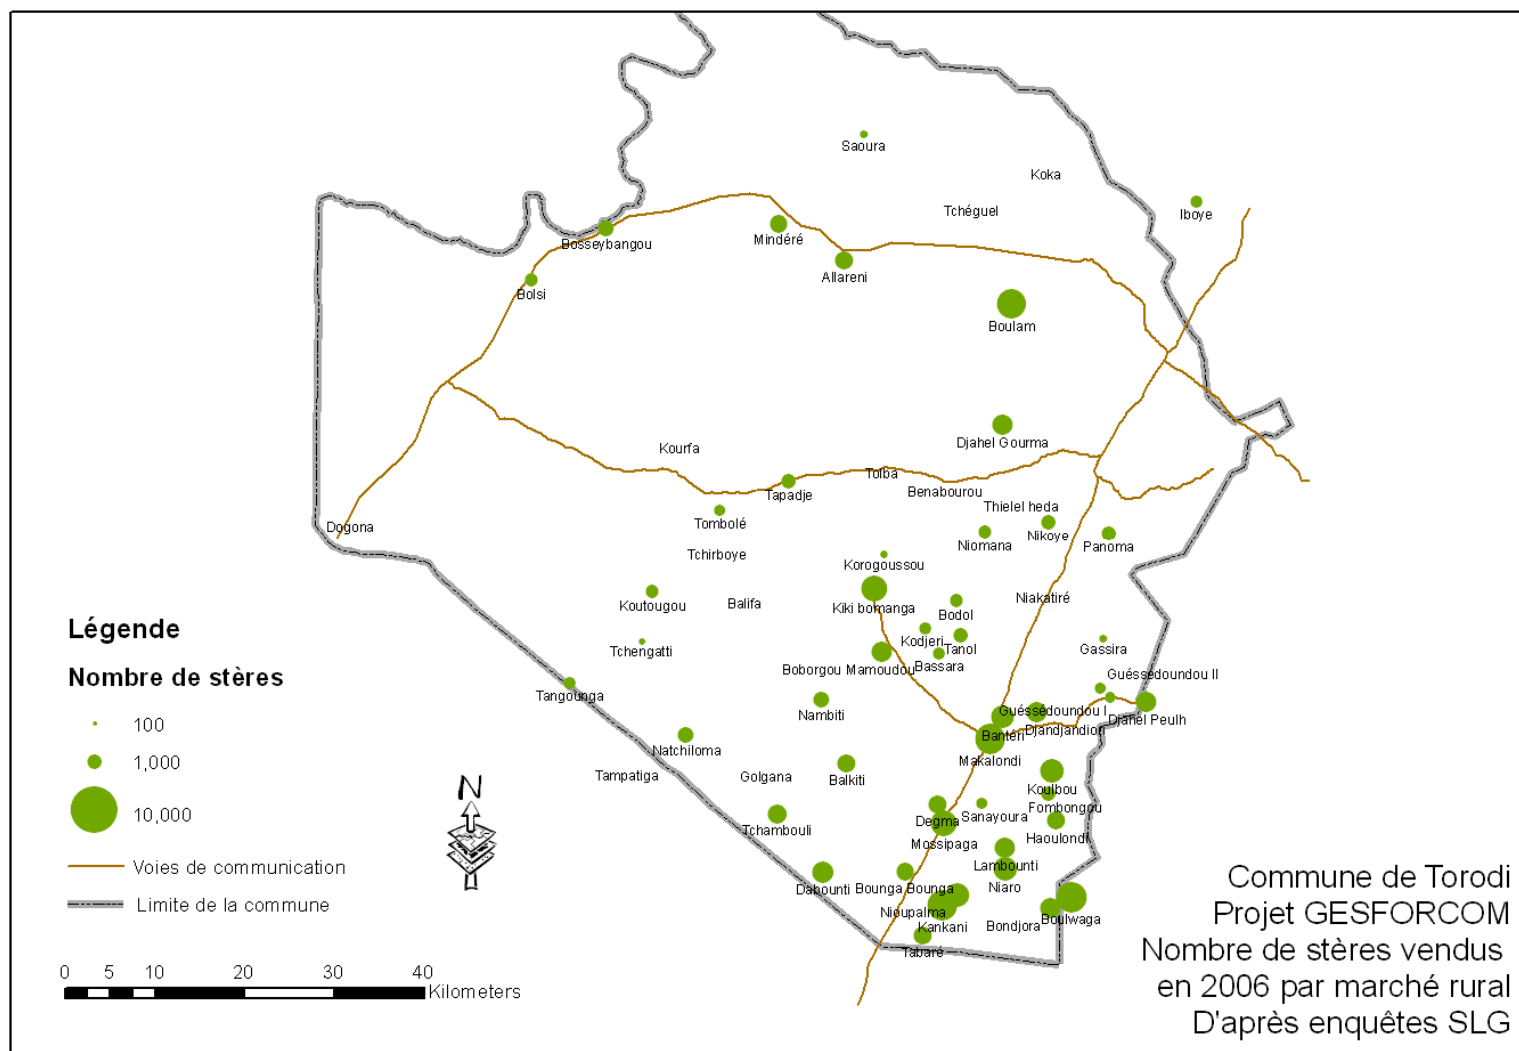 Saoura
Koka
Iboye
Tchéguel
Bosseybangou
Mindéré
Allareni
Bolsi
Boulam
Djahel Gourma
Kourfa
Tolba
Tapadje
Benabourou
Thielel heda
Dogona
Tombolé
Nikoye
Niomana
Panoma
Tchirboye
Korogoussou
Koutougou
Balifa
Kiki bomanga
Niakatiré
Bodol
Kodjeri
Tanol
Gassira
Tchengatti
Boborgou Mamoudou
Bassara
Guéssédoundou II
Tangounga
Nambiti
Guéssédoundou I
Djahel Peulh
Djandjandiori
Banteri
Natchiloma
Makalondi
Tampatiga
Golgana
Balkiti
Koulbou
Fombongou
Sanayoura
Degma
Tchambouli
Haoulondi
Mossipaga
Lambounti
Dahounti
Bounga Bounga
Niaro
Nioupalma
Kankani
Bondjora
Boulwaga
Tabaré
Légende
Nombre de stères
100
1,000
10,000
Voies de communication
Limite de la commune
N
0 5 10 20 30 40
Kilometers
Commune de Torodi
Projet GESFORCOM
Nombre de stères vendus
en 2006 par marché rural
D'après enquêtes SLG